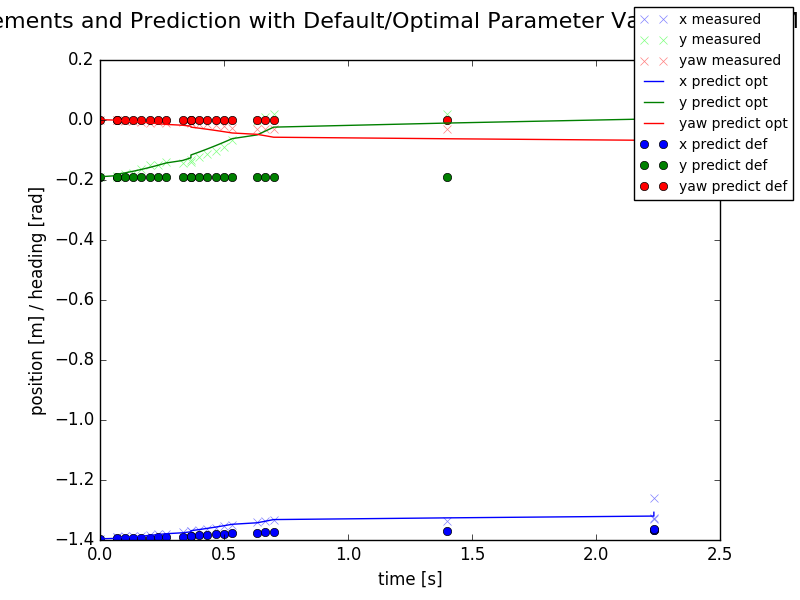 ements and Prediction with Default/Optimal Parameter Va
x measured
y measured
yaw measured
x predict opt
y predict opt
yaw predict opt
x predict def
y predict def
yaw predict def
0.2
0.0
−0.2
−0.4
−0.6
−0.8
−1.0
−1.2
−1.4
position [m] / heading [rad]
0.0 0.5 1.0 1.5 2.0 2.5
time [s]